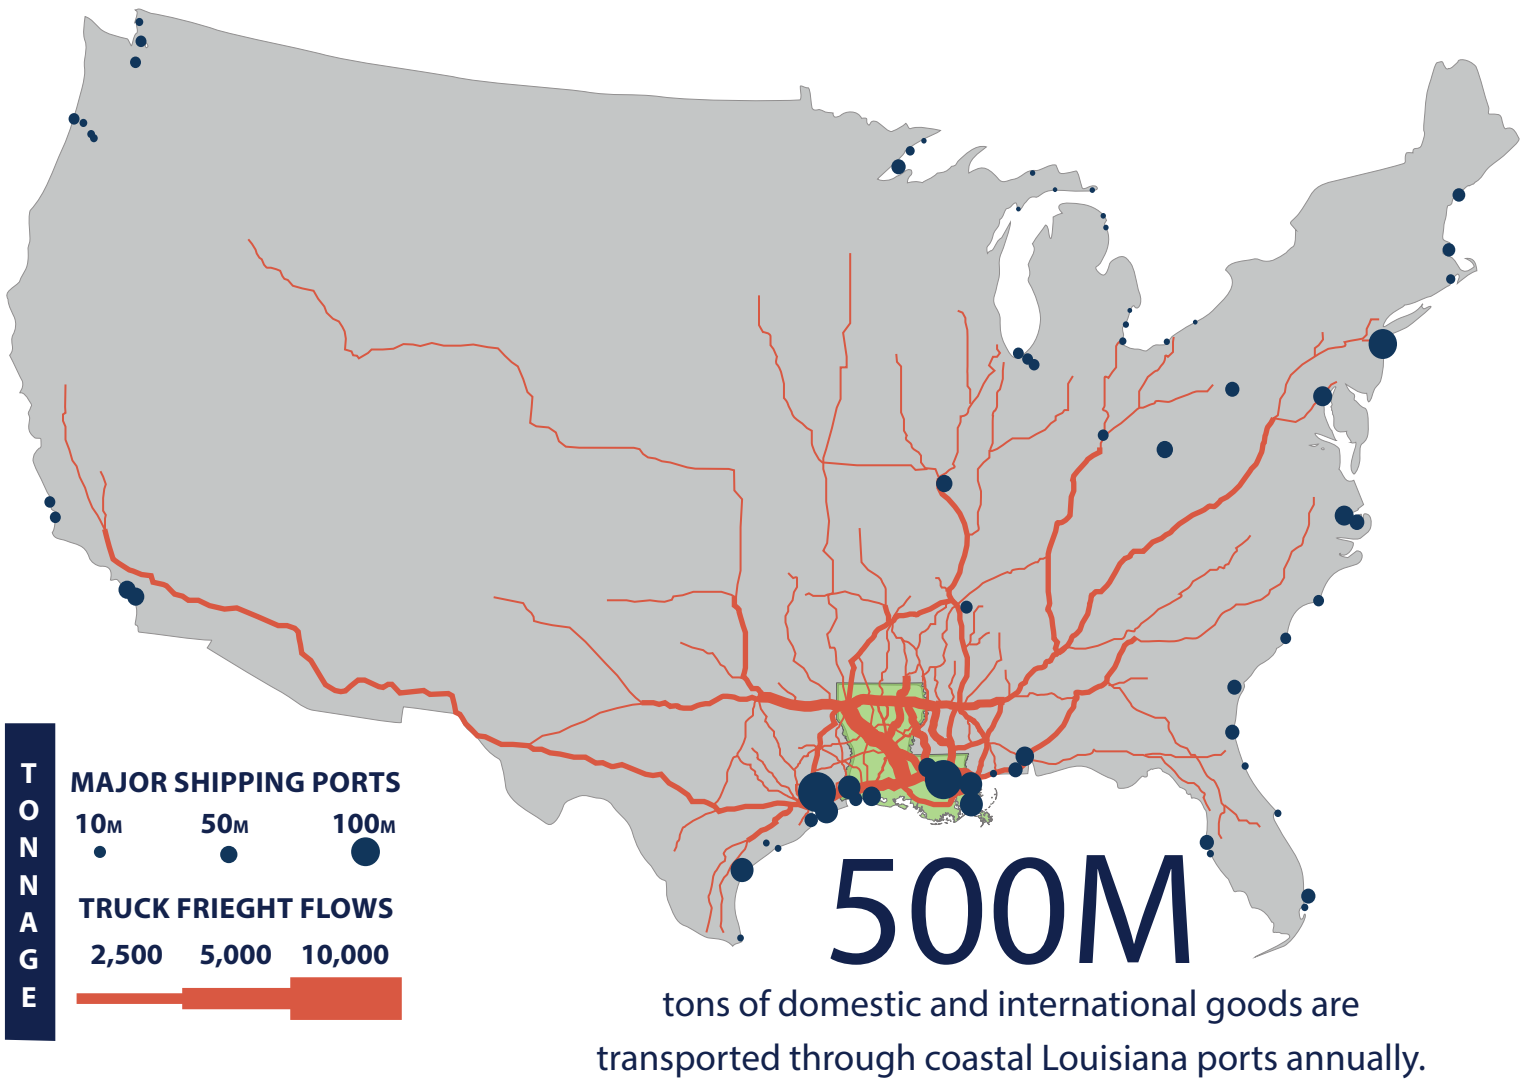 TONNAGE
MAJOR SHIPPING PORTS
10M 50M 100M
TRUCK FRIEGHT FLOWS
2,500 5,000 10,000
500M
tons of domestic and international goods are
transported through coastal Louisiana ports annually.